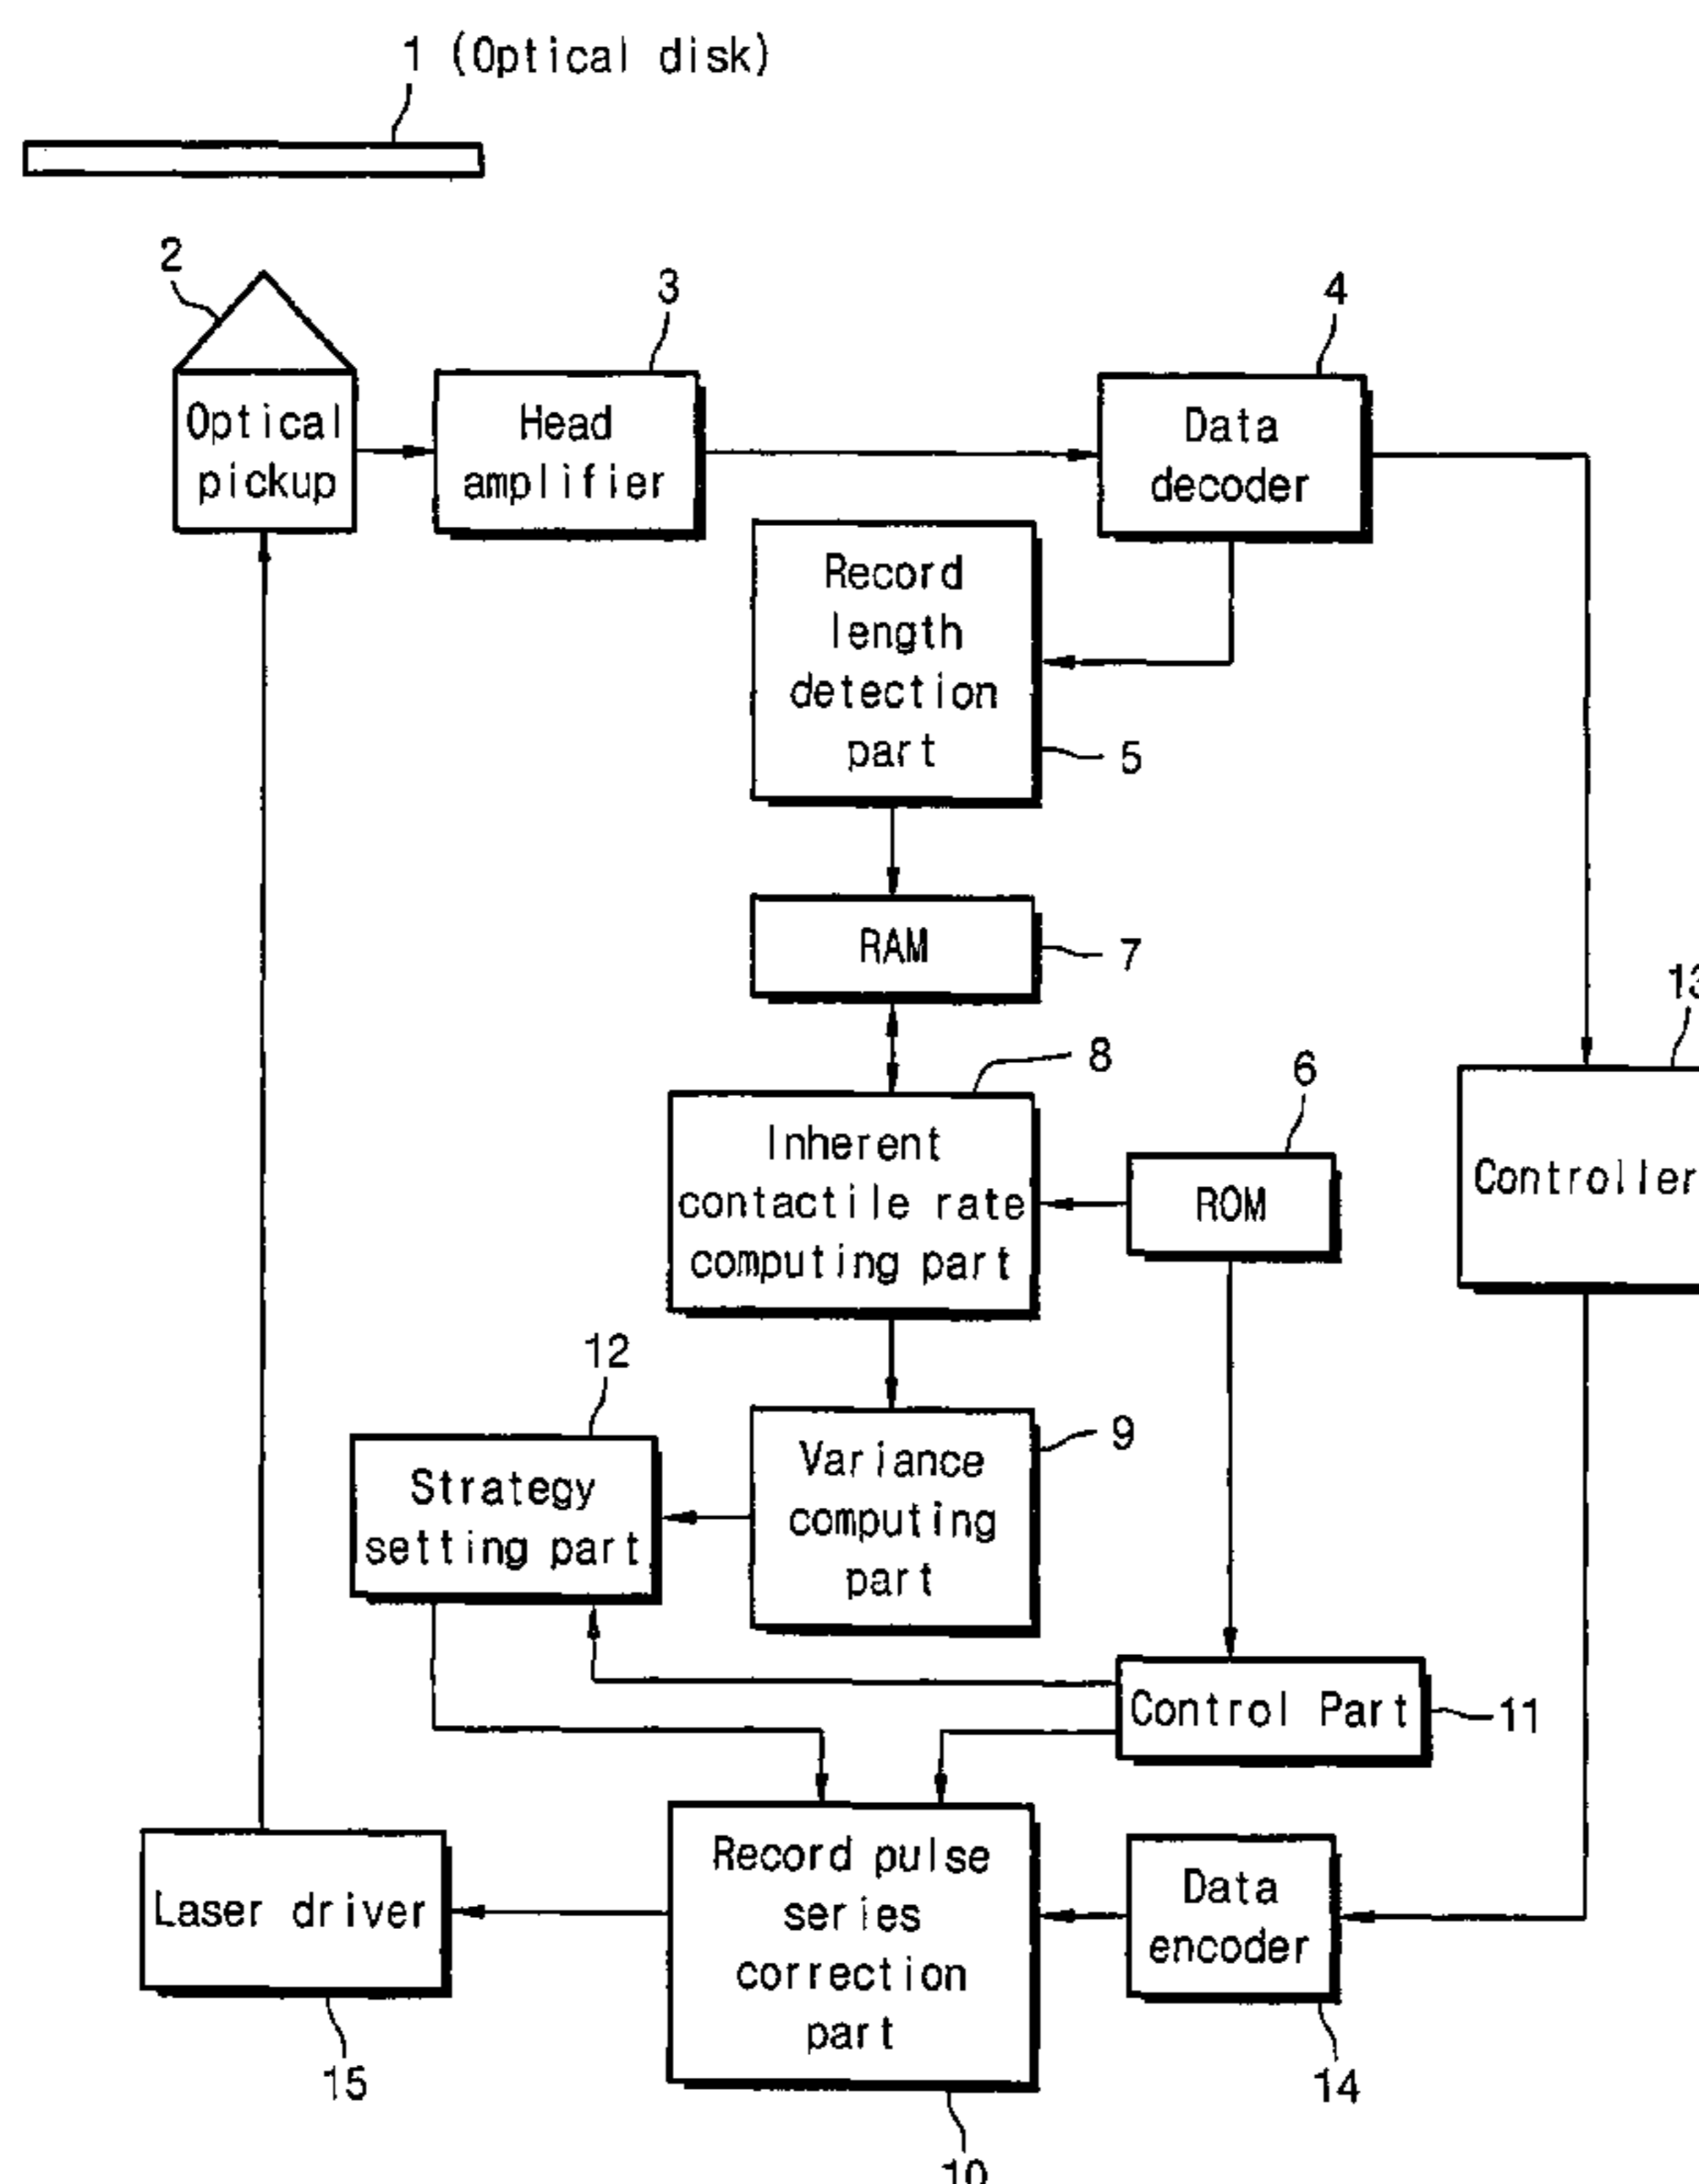 1 (Optical disk)
2
3
4
Optical
pickup
Head
amplifier
Data
decoder
Record
length
detection
part
5
RAM
7
13
8
6
Inherent
contactile rate
computing part
ROM
Controller
12
9
Strategy
setting part
Variance
computing
part
Control Part
11
Laser driver
Record pulse
series
correction
part
Data
encoder
15
14
10